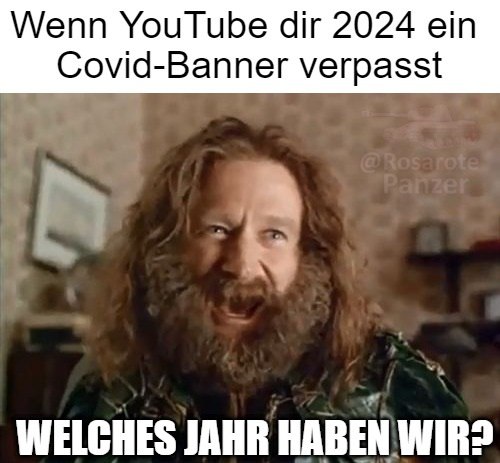 Wenn YouTube dir 2024 ein
Covid-Banner verpasst
@Rosarote
Panzer
WELCHES JAHR HABEN WIR?